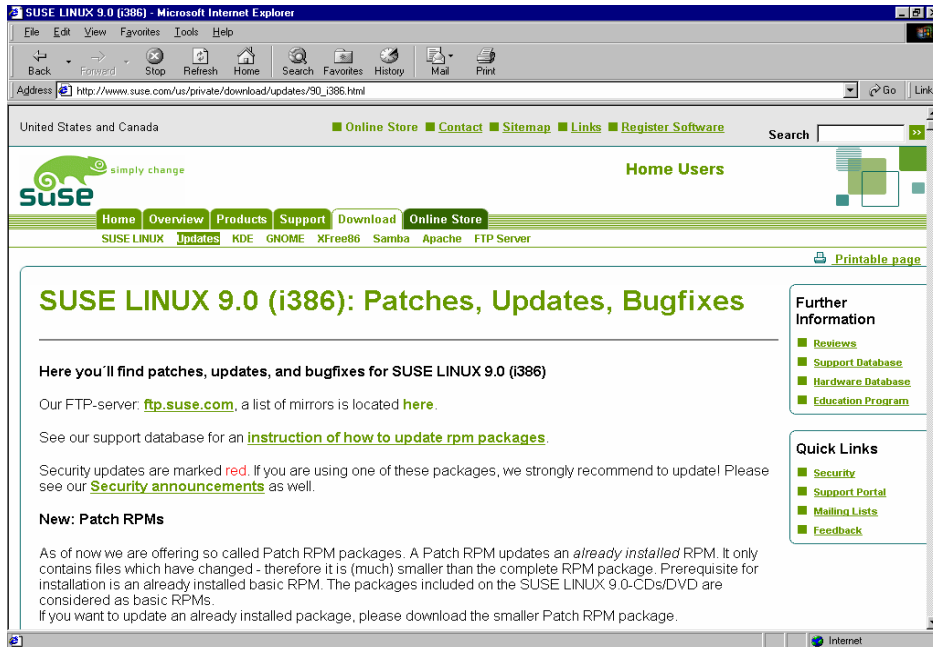 SUSE LINUX 9.0 (i386) - Microsoft Internet Explorer
File Edit View Favorites Tools Help
Back Forward Stop Refresh Home Search Favorites History Mail Print
Address http://www.suse.com/us/private/download/updates/90_i386.html Go Link
United States and Canada Online Store Contact Sitemap Links Register Software Search
simply change
SuSE
Home Users
Home Overview Products Support Download Online Store
SUSE LINUX Updates KDE GNOME XFree86 Samba Apache FTP Server
Printable page
SUSE LINUX 9.0 (i386): Patches, Updates, Bugfixes
Here you´ll find patches, updates, and bugfixes for SUSE LINUX 9.0 (i386)
Our FTP-server: ftp.suse.com, a list of mirrors is located here.
See our support database for an instruction of how to update rpm packages.
Security updates are marked red. If you are using one of these packages, we strongly recommend to update! Please
see our Security announcements as well.
New: Patch RPMs
As of now we are offering so called Patch RPM packages. A Patch RPM updates an already installed RPM. It only
contains files which have changed - therefore it is (much) smaller than the complete RPM package. Prerequisite for
installation is an already installed basic RPM. The packages included on the SUSE LINUX 9.0-CDs/DVD are
considered as basic RPMs.
If you want to update an already installed package, please download the smaller Patch RPM package.
Further
Information
Reviews
Support Database
Hardware Database
Education Program
Quick Links
Security
Support Portal
Mailing Lists
Feedback
Internet